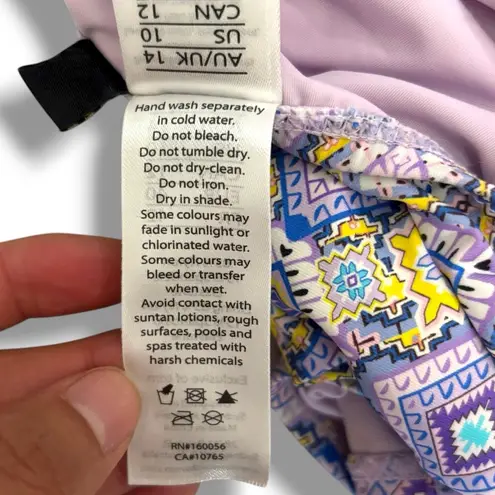 AU/UK 14
US 10
CAN 12
Hand wash separately
in cold water.
Do not bleach.
Do not tumble dry.
Do not dry-clean.
Do not iron.
Dry in shade.
Some colours may
fade in sunlight or
chlorinated water.
Some colours may
bleed or transfer
when wet.
Avoid contact with
suntan lotions, rough
surfaces, pools and
spas treated with
harsh chemicals
RN#160056
CA#10765